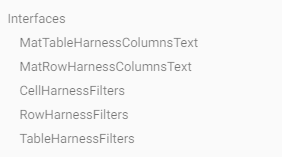 Interfaces
MatTableHarnessColumnsText
MatRowHarnessColumnsText
CellHarnessFilters
RowHarnessFilters
TableHarnessFilters